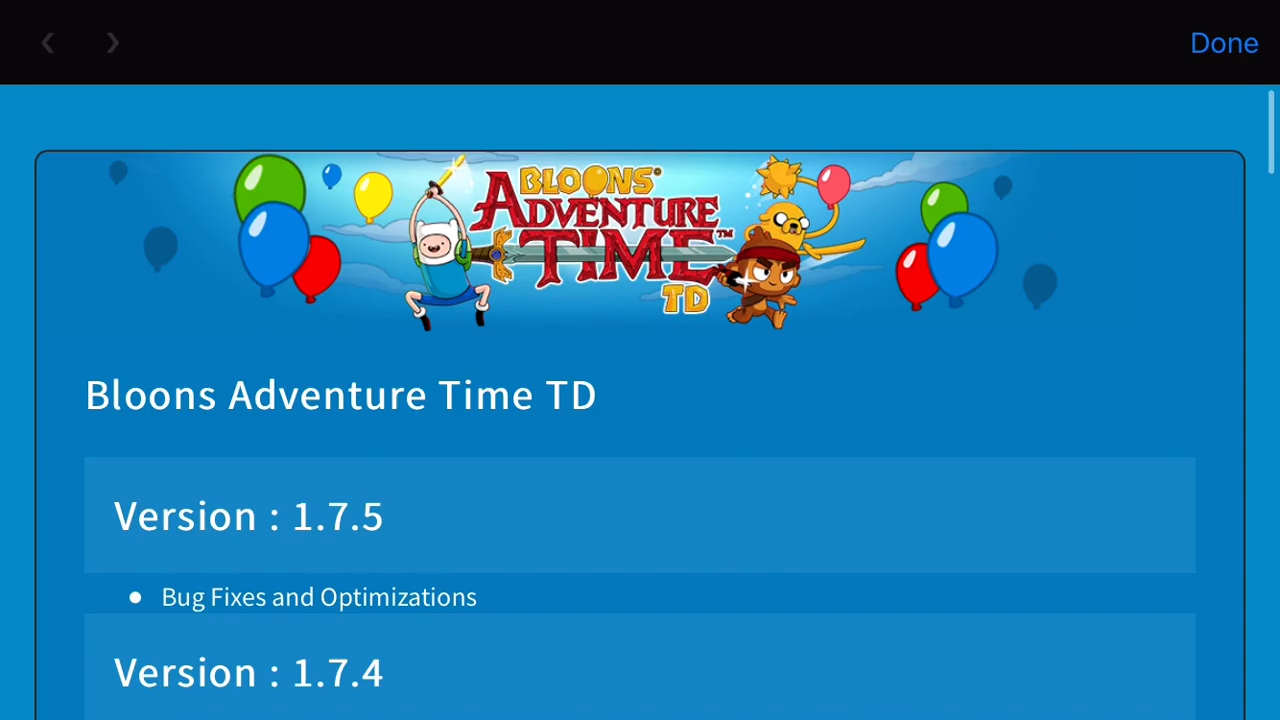 Done
BLOONS®
ADVENTURE
TIME™
TD
Bloons Adventure Time TD
Version : 1.7.5
● Bug Fixes and Optimizations
Version : 1.7.4